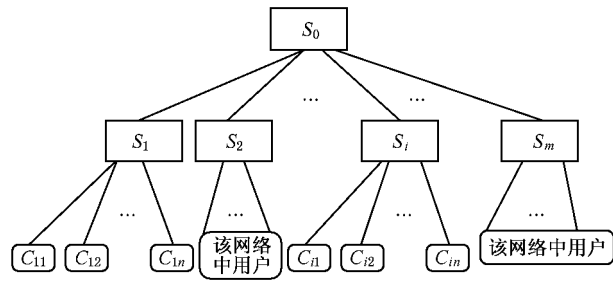 S₀
… …
S₁ S₂ Sᵢ Sₘ
… … … …
C₁₁ C₁₂ C₁ₙ 该网络 Cᵢ₁ Cᵢ₂ Cᵢₙ 该网络中用户
中用户